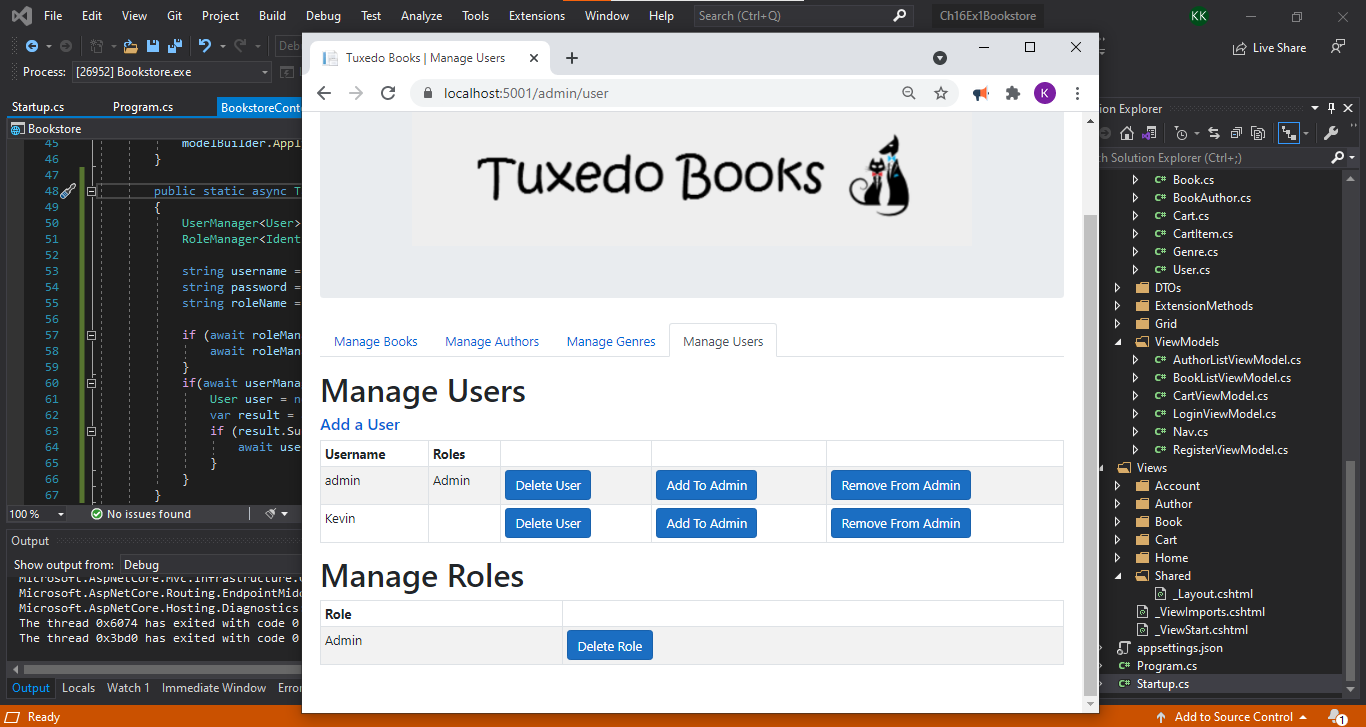 File Edit View Git Project Build Debug Test Analyze Tools Extensions Window Help Search (Ctrl+Q) Ch16Ex1Bookstore KK
Live Share
Process: [26952] Bookstore.exe
Startup.cs Program.cs BookstoreCont
Bookstore
45 modelBuilder.Appl
46 }
47
48 public static async T
49 {
50 UserManager<User>
51 RoleManager<Ident
52
53 string username =
54 string password =
55 string roleName =
56
57 if (await roleMan
58 await roleMan
59 }
60 if(await userMana
61 User user = n
62 var result =
63 if (result.Su
64 await use
65 }
66 }
67 }
100 % No issues found
Output
Show output from: Debug
Microsoft.AspNetCore.Mvc.Infrastructure.
Microsoft.AspNetCore.Routing.EndpointMidd
Microsoft.AspNetCore.Hosting.Diagnostics
The thread 0x6074 has exited with code 0
The thread 0x3bd0 has exited with code 0
Output Locals Watch 1 Immediate Window Error
Ready
Tuxedo Books | Manage Users
localhost:5001/admin/user K
Tuxedo Books
Manage Books Manage Authors Manage Genres Manage Users
Manage Users
Add a User
Username Roles
admin Admin Delete User Add To Admin Remove From Admin
Kevin Delete User Add To Admin Remove From Admin
Manage Roles
Role
Admin Delete Role
ion Explorer
ch Solution Explorer (Ctrl+;)
C# Book.cs
C# BookAuthor.cs
C# Cart.cs
C# CartItem.cs
C# Genre.cs
C# User.cs
DTOs
ExtensionMethods
Grid
ViewModels
C# AuthorListViewModel.cs
C# BookListViewModel.cs
C# CartViewModel.cs
C# LoginViewModel.cs
C# Nav.cs
C# RegisterViewModel.cs
Views
Account
Author
Book
Cart
Home
Shared
_Layout.cshtml
_ViewImports.cshtml
_ViewStart.cshtml
appsettings.json
C# Program.cs
C# Startup.cs
Add to Source Control 1